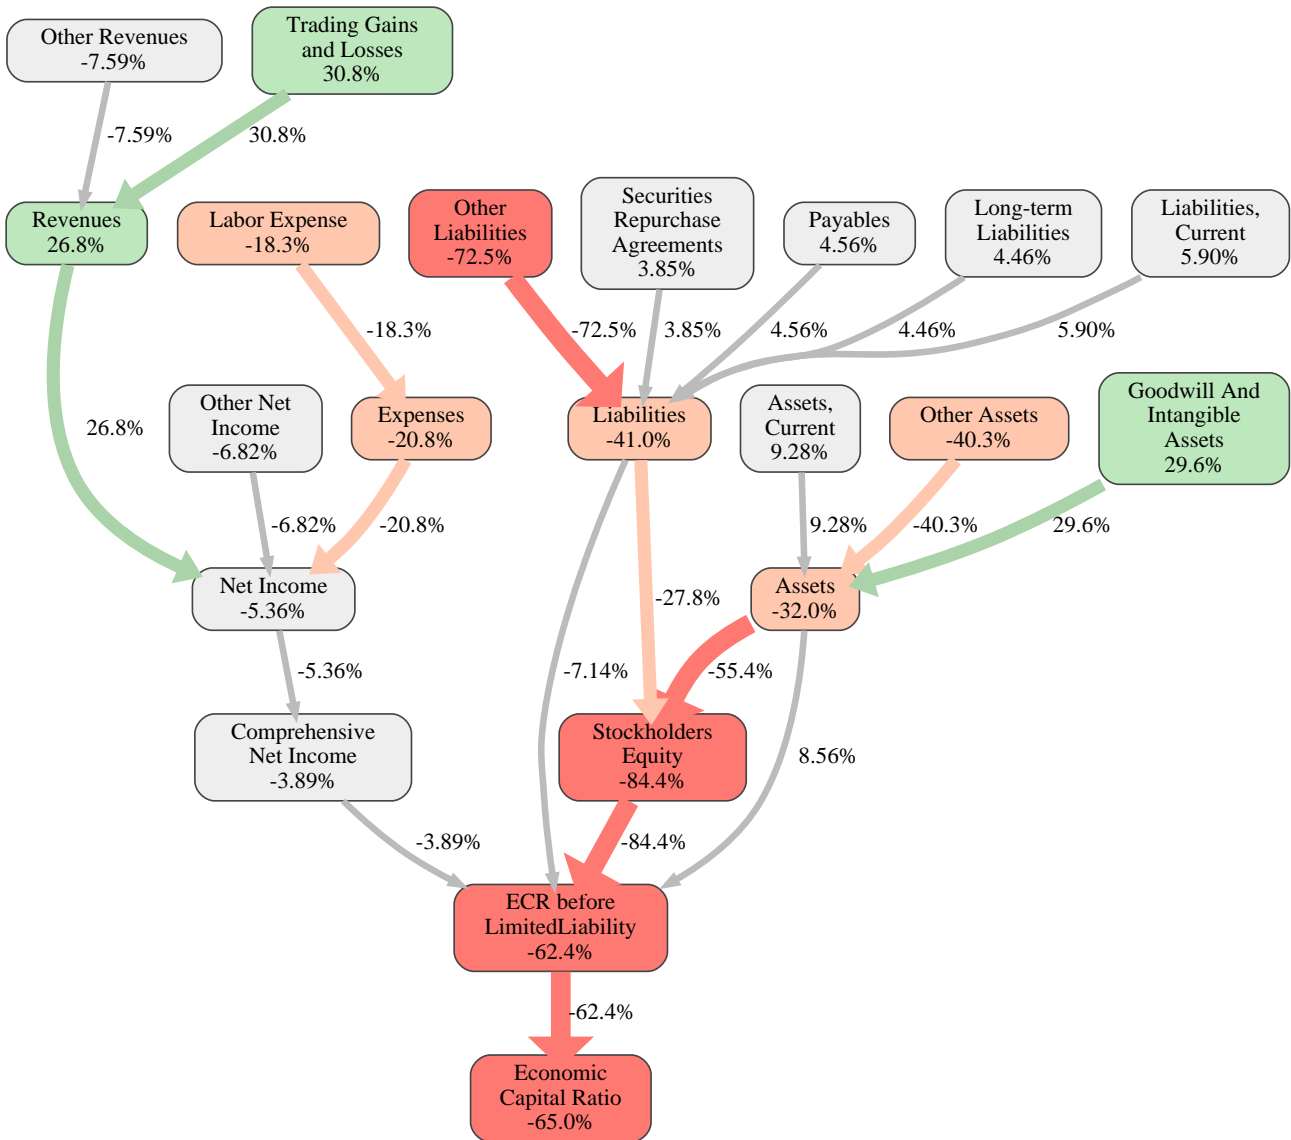 Other Revenues
-7.59%
Trading Gains
and Losses
30.8%
-7.59%
30.8%
Revenues
26.8%
Labor Expense
-18.3%
Other
Liabilities
-72.5%
Securities
Repurchase
Agreements
3.85%
Payables
4.56%
Long-term
Liabilities
4.46%
Liabilities,
Current
5.90%
-18.3%
-72.5%
3.85%
4.56%
4.46%
5.90%
26.8%
Other Net
Income
-6.82%
Expenses
-20.8%
Liabilities
-41.0%
Assets,
Current
9.28%
Other Assets
-40.3%
Goodwill And
Intangible
Assets
29.6%
-6.82%
-20.8%
9.28%
-40.3%
29.6%
Net Income
-5.36%
-27.8%
Assets
-32.0%
-5.36%
-7.14%
-55.4%
Comprehensive
Net Income
-3.89%
Stockholders
Equity
-84.4%
8.56%
-3.89%
-84.4%
ECR before
LimitedLiability
-62.4%
-62.4%
Economic
Capital Ratio
-65.0%